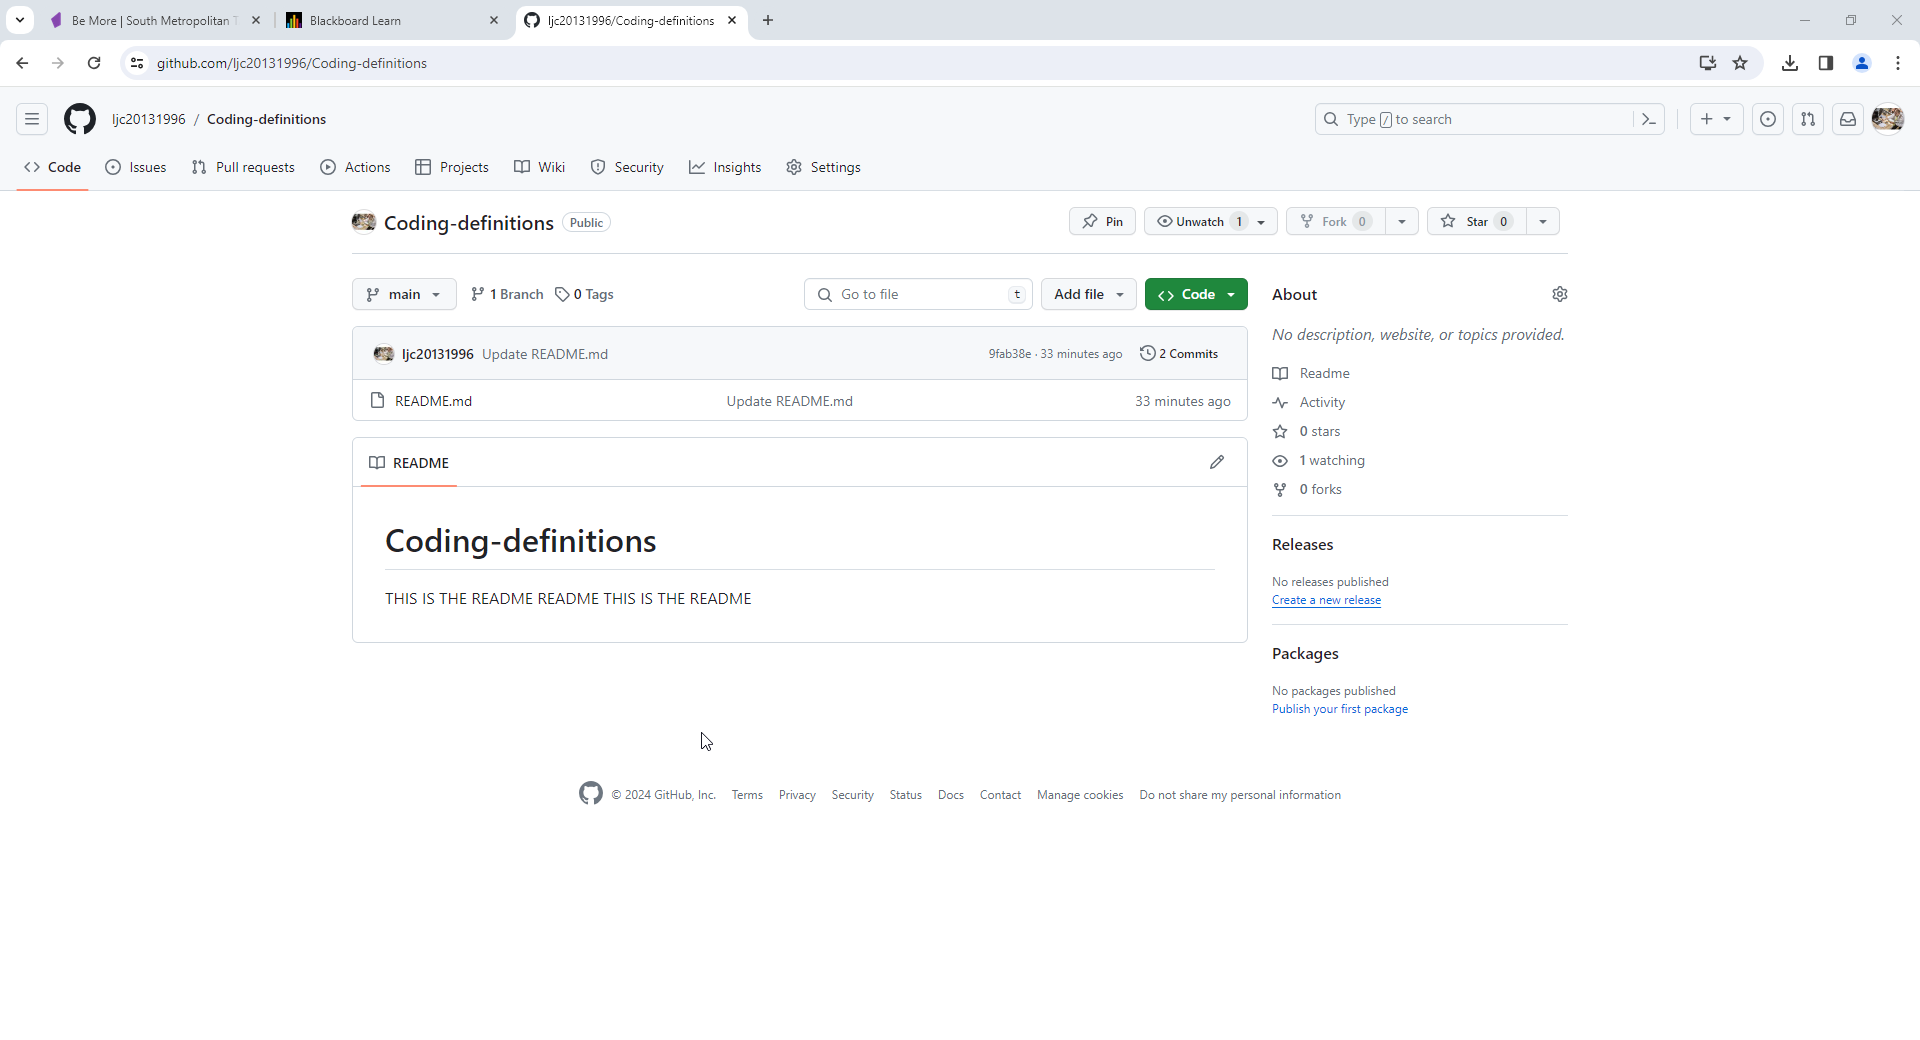 Be More | South Metropolitan T
Blackboard Learn
ljc20131996/Coding-definitions
github.com/ljc20131996/Coding-definitions
ljc20131996 / Coding-definitions
Type / to search
Code
Issues
Pull requests
Actions
Projects
Wiki
Security
Insights
Settings
Coding-definitions Public
Pin
Unwatch 1
Fork 0
Star 0
main
1 Branch
0 Tags
Go to file t
Add file
Code
ljc20131996 Update README.md 9fab38e · 33 minutes ago 2 Commits
README.md Update README.md 33 minutes ago
README
Coding-definitions
THIS IS THE README README THIS IS THE README
About
No description, website, or topics provided.
Readme
Activity
0 stars
1 watching
0 forks
Releases
No releases published
Create a new release
Packages
No packages published
Publish your first package
© 2024 GitHub, Inc. Terms Privacy Security Status Docs Contact Manage cookies Do not share my personal information